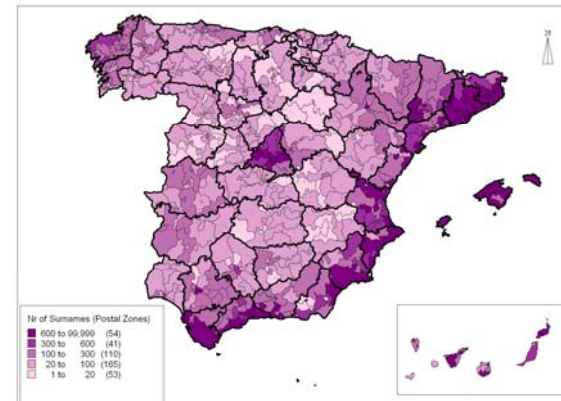 Nr of Surnames (Postal Zones)
600 to 99,999 (54)
300 to 600 (41)
100 to 300 (110)
20 to 100 (165)
1 to 20 (53)